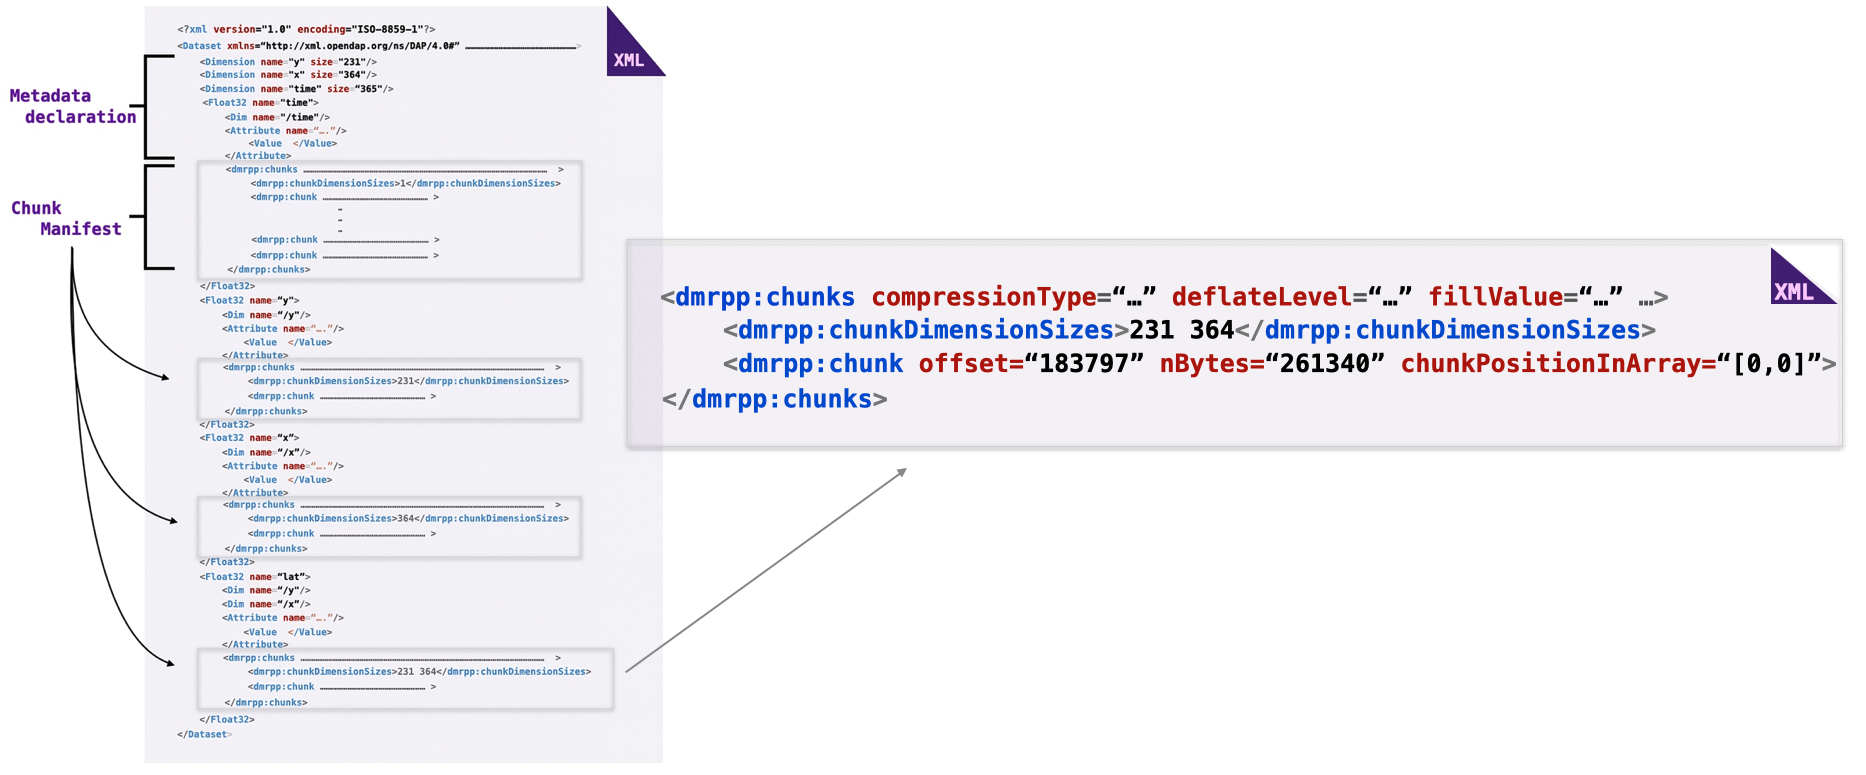 <?xml version="1.0" encoding="ISO-8859-1"?>
<Dataset xmlns=“http://xml.opendap.org/ns/DAP/4.0#” ……………………………………………>
<Dimension name="y" size="231"/>
<Dimension name="x" size="364"/>
<Dimension name="time" size=“365"/>
<Float32 name="time">
<Dim name="/time"/>
<Attribute name=“….”/>
<Value  </Value>
</Attribute>
<dmrpp:chunks ………………………………………………………………………………… >
<dmrpp:chunkDimensionSizes>1</dmrpp:chunkDimensionSizes>
<dmrpp:chunk …………………………………… >
…
…
…
<dmrpp:chunk …………………………………… >
<dmrpp:chunk …………………………………… >
</dmrpp:chunks>
</Float32>
<Float32 name=“y">
<Dim name=“/y"/>
<Attribute name=“….”/>
<Value  </Value>
</Attribute>
<dmrpp:chunks ………………………………………………………………………………… >
<dmrpp:chunkDimensionSizes>231</dmrpp:chunkDimensionSizes>
<dmrpp:chunk …………………………………… >
</dmrpp:chunks>
</Float32>
<Float32 name=“x">
<Dim name=“/x"/>
<Attribute name=“….”/>
<Value  </Value>
</Attribute>
<dmrpp:chunks ………………………………………………………………………………… >
<dmrpp:chunkDimensionSizes>364</dmrpp:chunkDimensionSizes>
<dmrpp:chunk …………………………………… >
</dmrpp:chunks>
</Float32>
<Float32 name=“lat">
<Dim name=“/y"/>
<Dim name=“/x"/>
<Attribute name=“….”/>
<Value  </Value>
</Attribute>
<dmrpp:chunks ………………………………………………………………………………… >
<dmrpp:chunkDimensionSizes>231 364</dmrpp:chunkDimensionSizes>
<dmrpp:chunk …………………………………… >
</dmrpp:chunks>
</Float32>
</Dataset>
XML
Metadata
declaration
Chunk
Manifest
XML
<dmrpp:chunks compressionType=“…” deflateLevel=“…” fillValue=“…” …>
<dmrpp:chunkDimensionSizes>231 364</dmrpp:chunkDimensionSizes>
<dmrpp:chunk offset=“183797” nBytes=“261340” chunkPositionInArray=“[0,0]”>
</dmrpp:chunks>